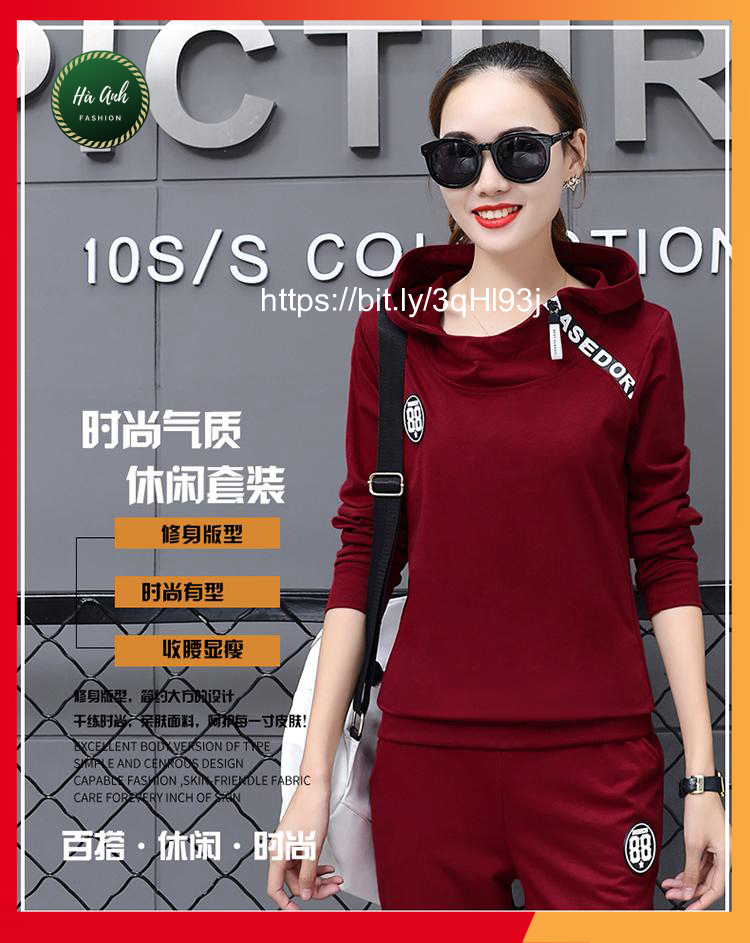 PICTUR
Hà Anh
FASHION
10S/S CO TION
https://bit.ly/3qHl93j
ASEDOR
88
时尚气质
休闲套装
修身版型
时尚有型
收腰显瘦
修身版型，简约大方的设计
干练时尚，亲肤面料，呵护每一寸皮肤！
EXCELLENT BODY.VERSION DF TYPE
SIMPLE AND CENROUS DESIGN
CAPABLE FASHION ,SKIN-FRIENDLE FABRIC
CARE FOREVERY INCH OF SKIN
百搭·休闲·时尚
88